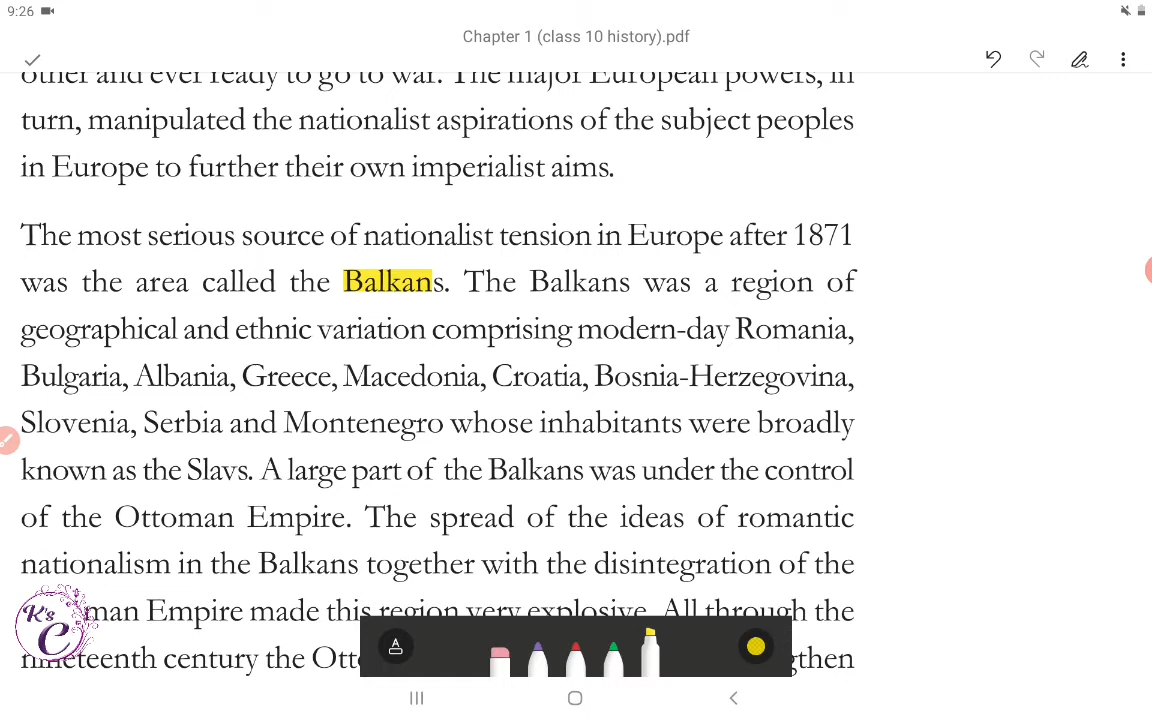 9:26
Chapter 1 (class 10 history).pdf
other and ever ready to go to war. The major European powers, in
turn, manipulated the nationalist aspirations of the subject peoples
in Europe to further their own imperialist aims.
The most serious source of nationalist tension in Europe after 1871
was the area called the Balkans. The Balkans was a region of
geographical and ethnic variation comprising modern-day Romania,
Bulgaria, Albania, Greece, Macedonia, Croatia, Bosnia-Herzegovina,
Slovenia, Serbia and Montenegro whose inhabitants were broadly
known as the Slavs. A large part of the Balkans was under the control
of the Ottoman Empire. The spread of the ideas of romantic
nationalism in the Balkans together with the disintegration of the
man Empire made this region very explosive. All through the
K's C
nineteenth century the Otto gthen